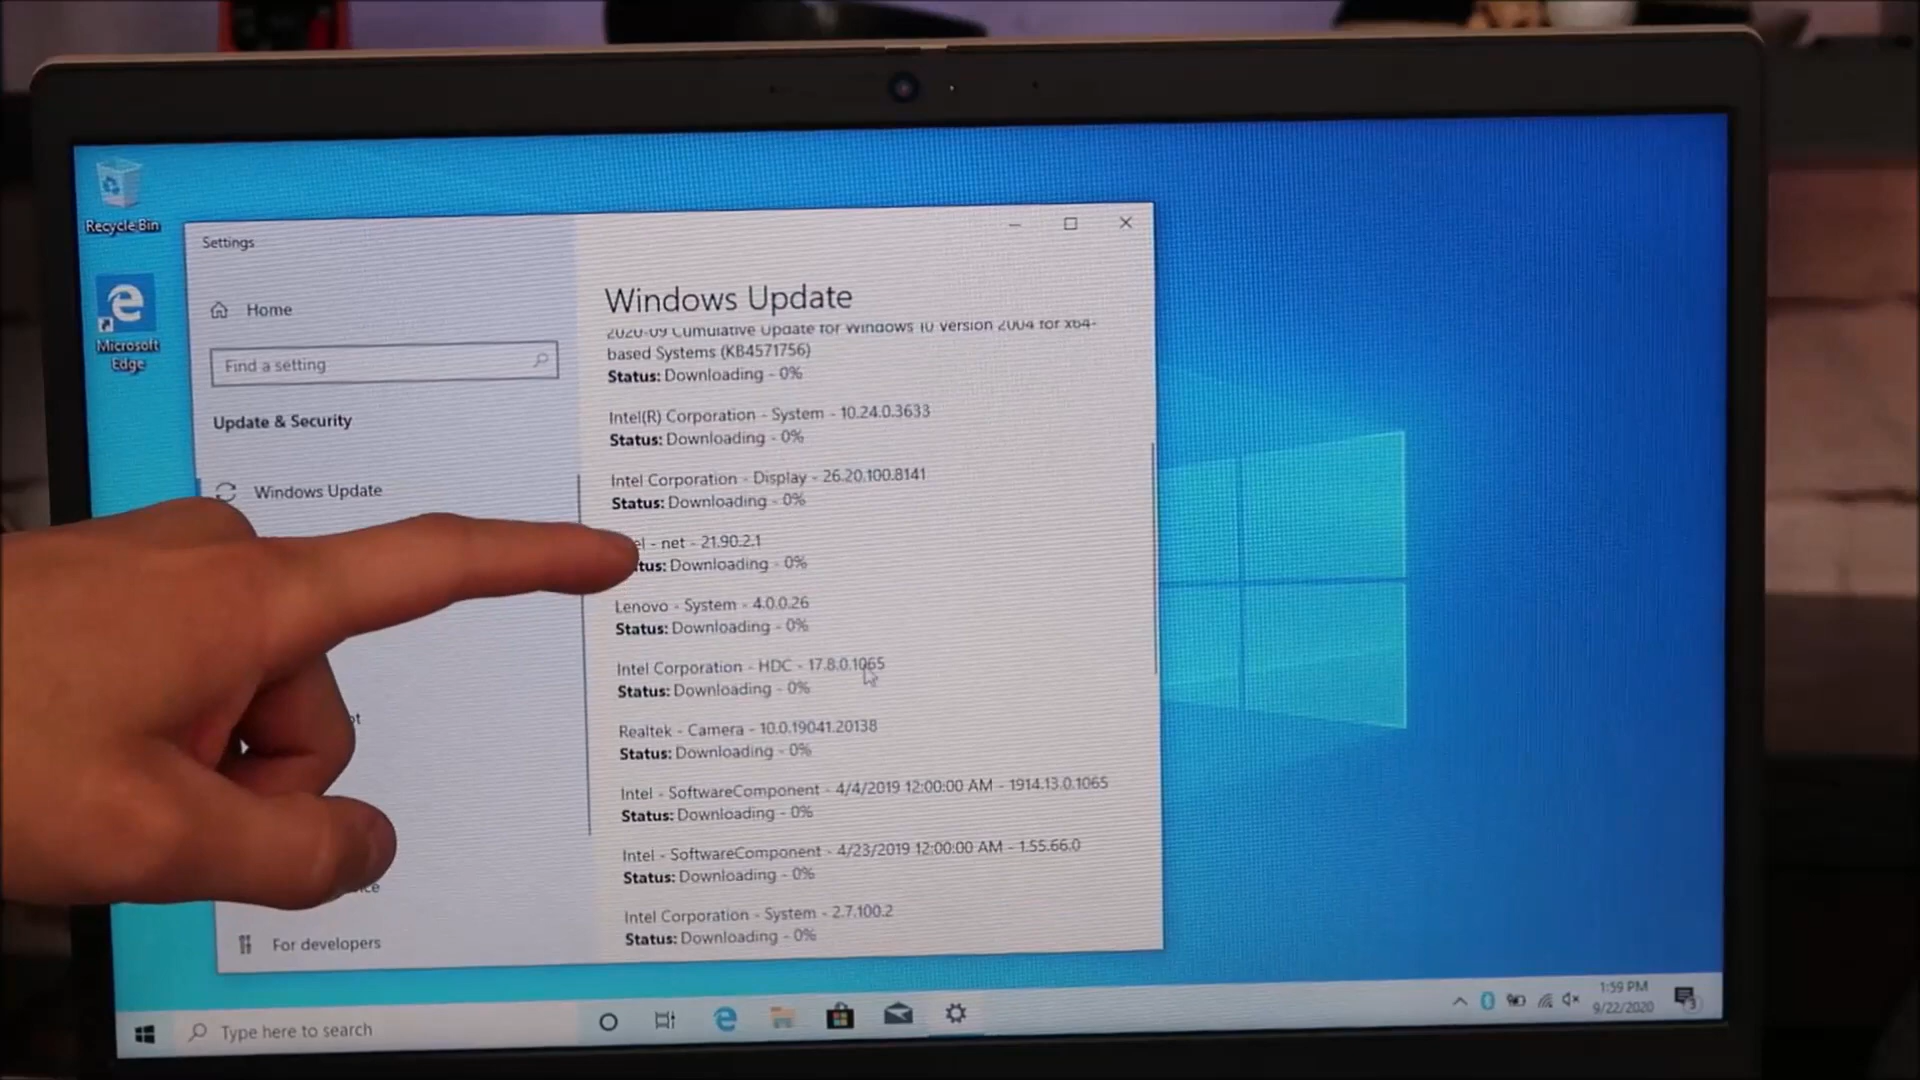 Recycle Bin
Microsoft
Edge
Settings
Home
Find a setting
Update & Security
Windows Update
For developers
Windows Update
2020-09 Cumulative Update for Windows 10 Version 2004 for x64-
based Systems (KB4571756)
Status: Downloading - 0%
Intel(R) Corporation - System - 10.24.0.3633
Status: Downloading - 0%
Intel Corporation - Display - 26.20.100.8141
Status: Downloading - 0%
el - net - 21.90.2.1
tus: Downloading - 0%
Lenovo - System - 4.0.0.26
Status: Downloading - 0%
Intel Corporation - HDC - 17.8.0.1065
Status: Downloading - 0%
Realtek - Camera - 10.0.19041.20138
Status: Downloading - 0%
Intel - SoftwareComponent - 4/4/2019 12:00:00 AM - 1914.13.0.1065
Status: Downloading - 0%
Intel - SoftwareComponent - 4/23/2019 12:00:00 AM - 1.55.66.0
Status: Downloading - 0%
Intel Corporation - System - 2.7.100.2
Status: Downloading - 0%
Type here to search
1:59 PM
9/22/2020
3